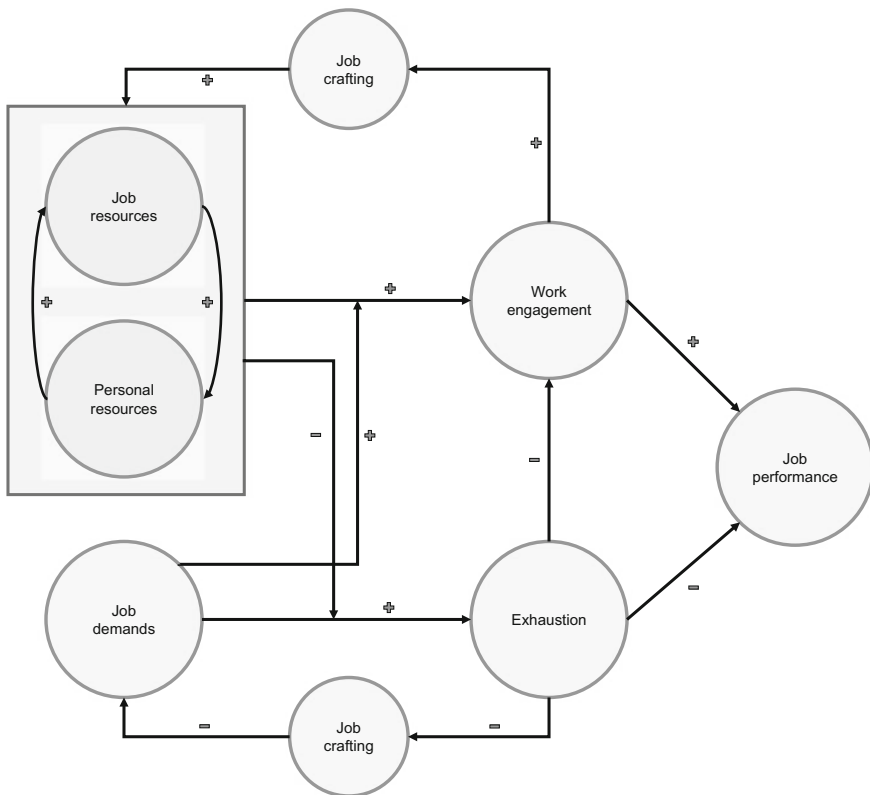 Job
crafting
+
+
Job
resources
+
+
Personal
resources
+
Work
engagement
+
-
+
-
Job
performance
Job
demands
+
Exhaustion
-
-
-
Job
crafting